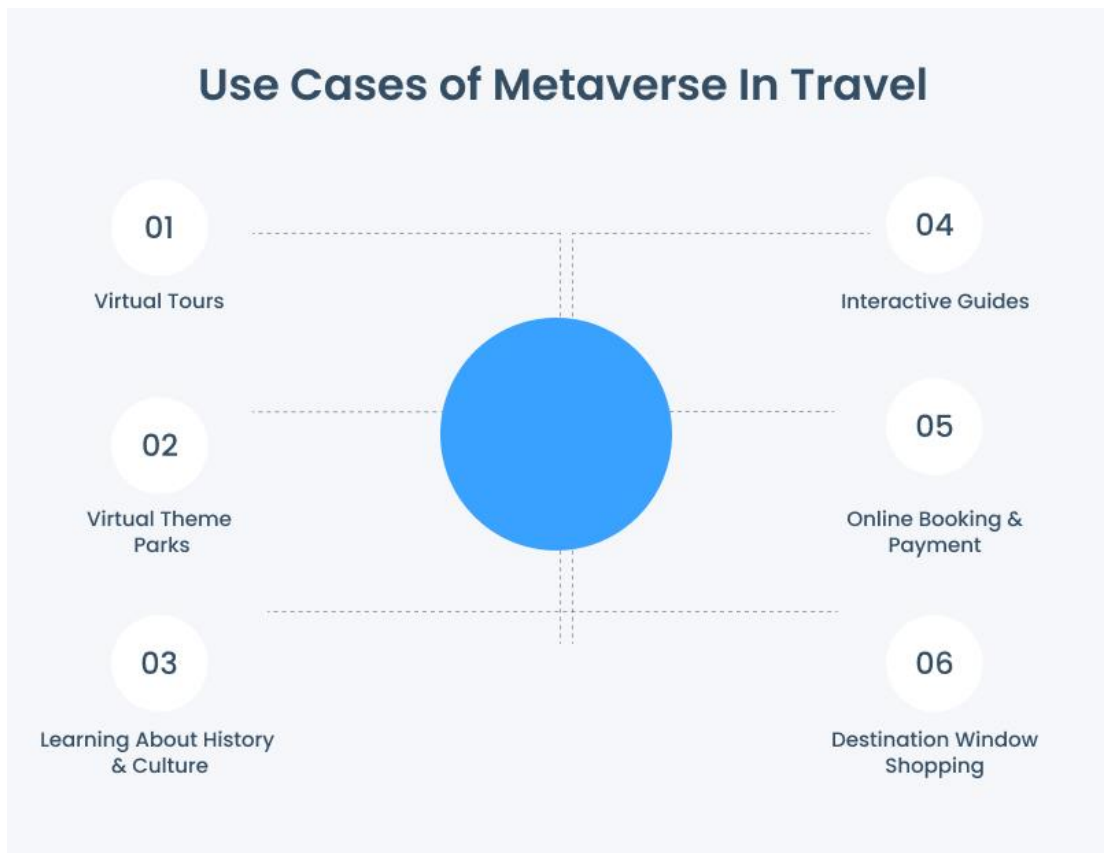 Use Cases of Metaverse In Travel
01
Virtual Tours
02
Virtual Theme
Parks
03
Learning About History
& Culture
04
Interactive Guides
05
Online Booking &
Payment
06
Destination Window
Shopping